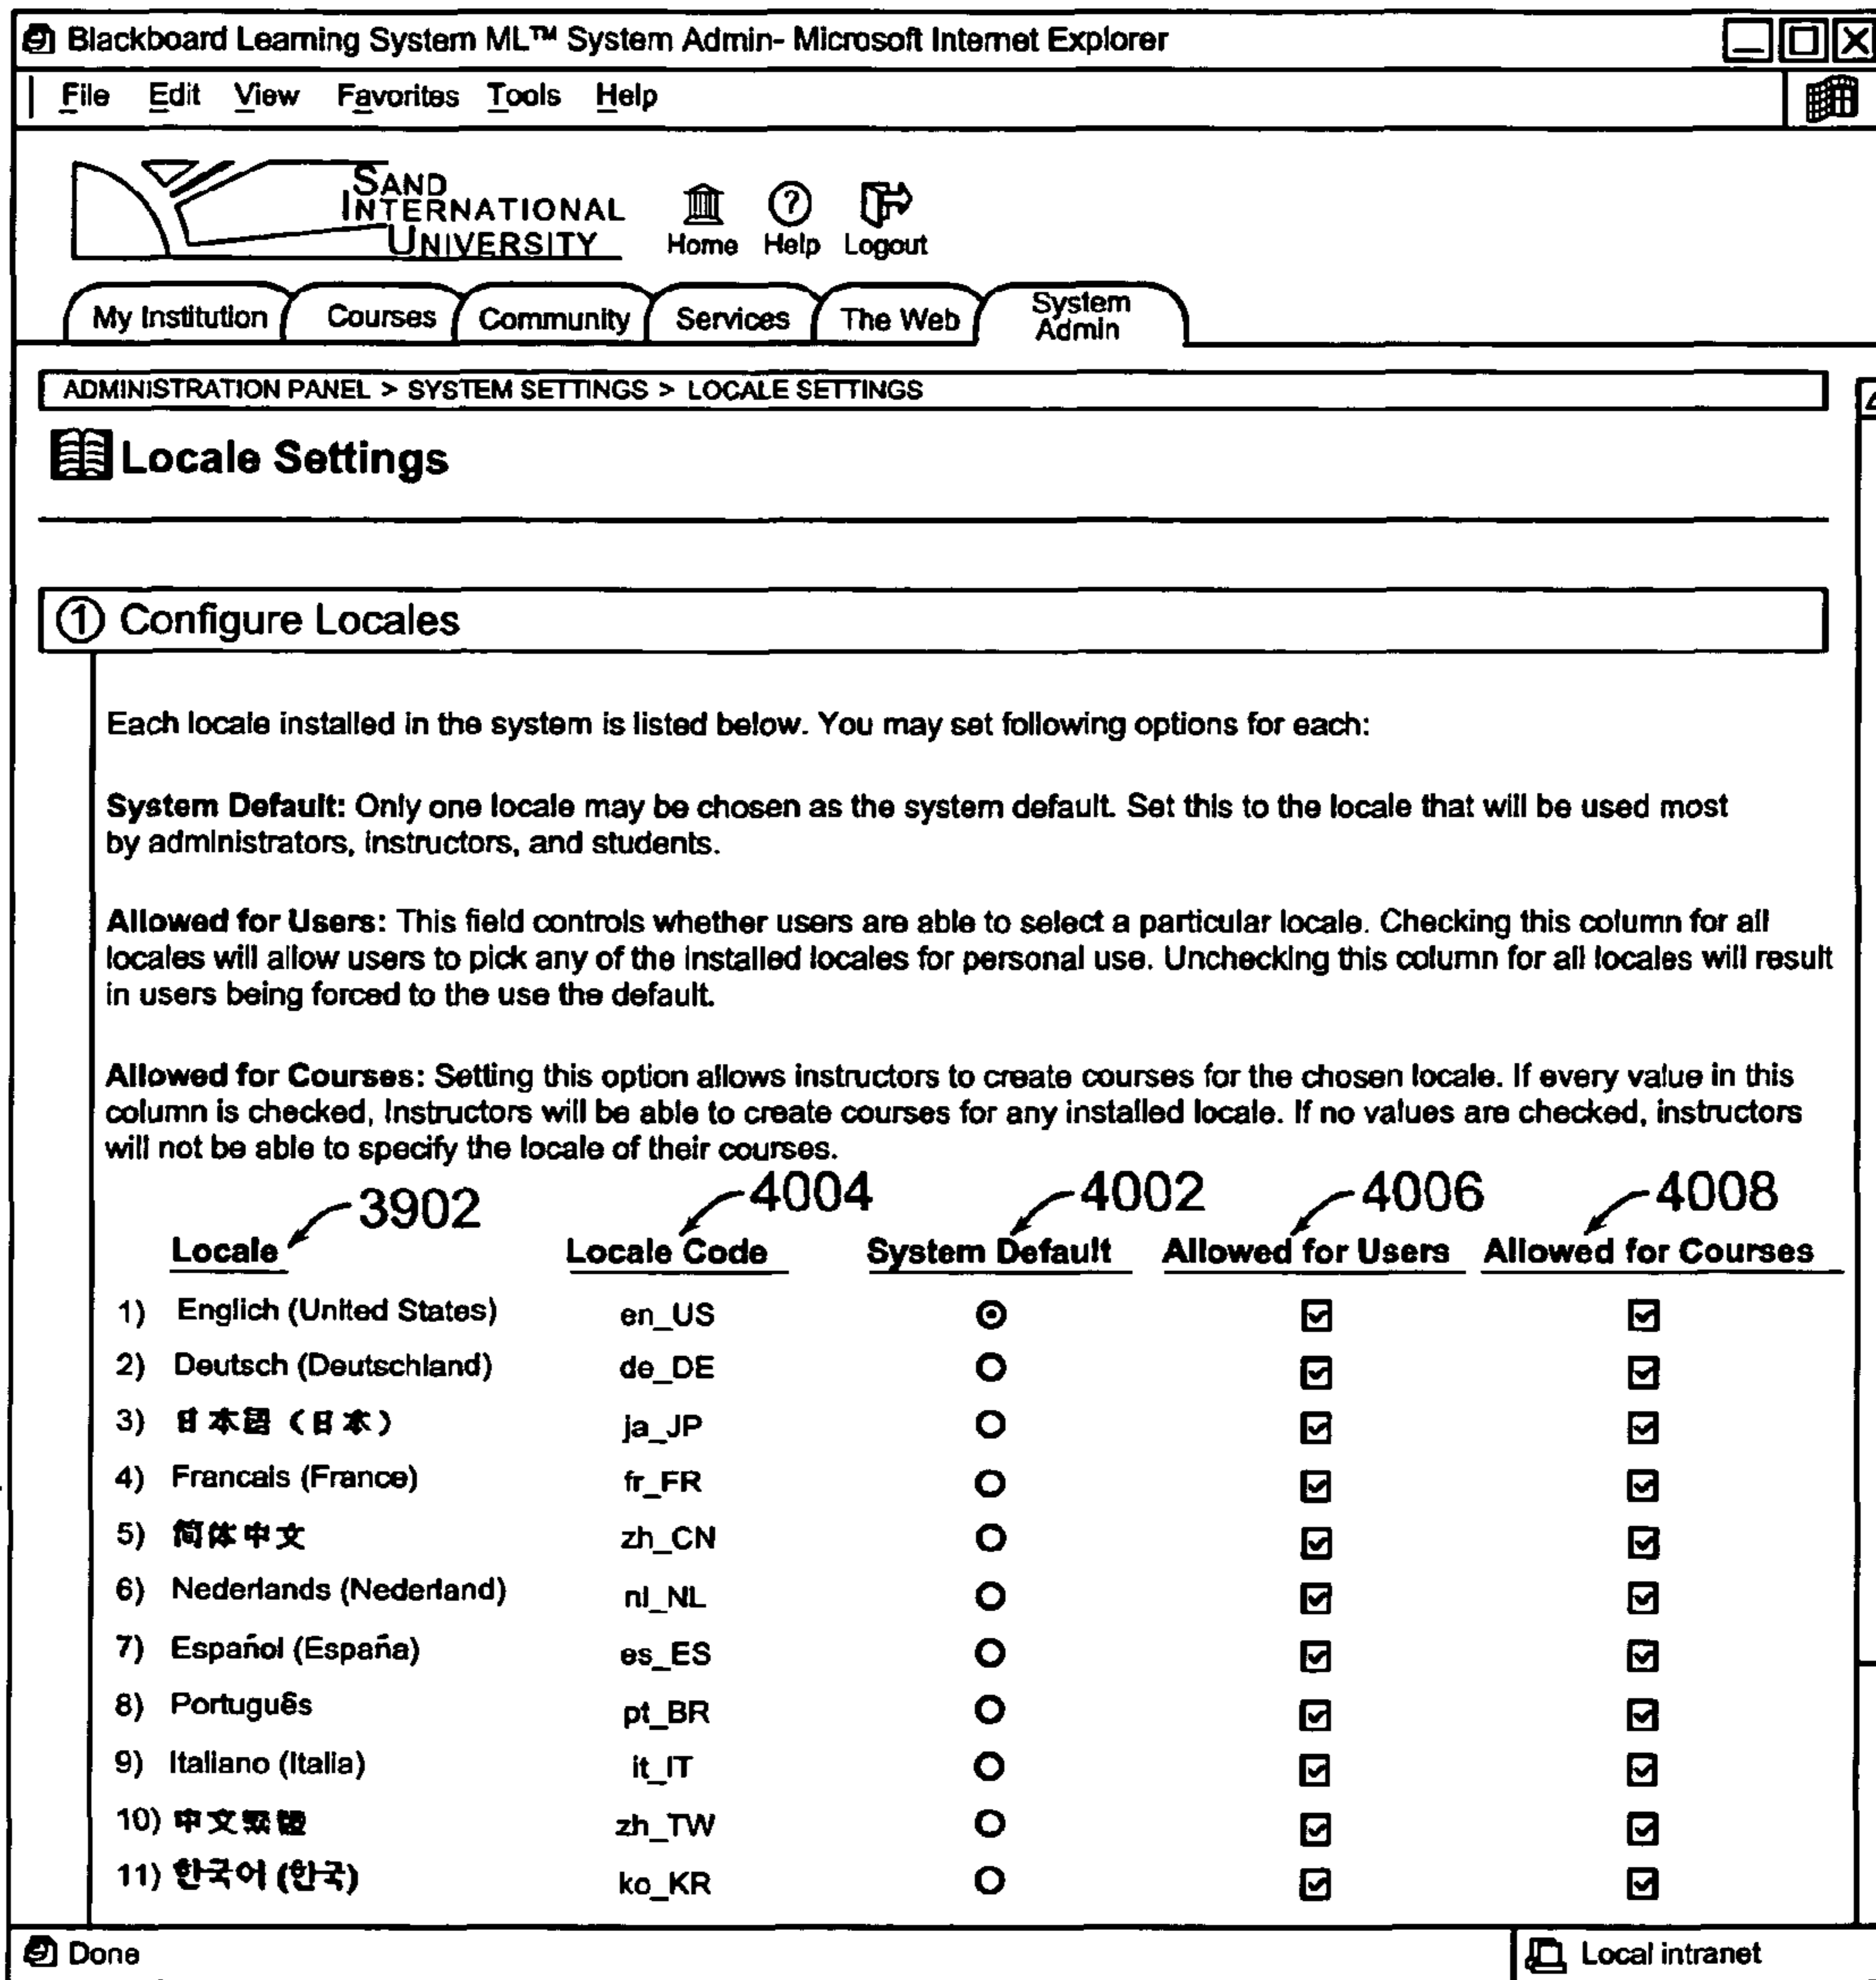 Blackboard Learning System ML™ System Admin- Microsoft Internet Explorer
File Edit View Favorites Tools Help
SAND
INTERNATIONAL
UNIVERSITY
Home Help Logout
My Institution Courses Community Services The Web System Admin
ADMINISTRATION PANEL > SYSTEM SETTINGS > LOCALE SETTINGS
Locale Settings
1 Configure Locales
Each locale installed in the system is listed below. You may set following options for each:
System Default: Only one locale may be chosen as the system default. Set this to the locale that will be used most
by administrators, instructors, and students.
Allowed for Users: This field controls whether users are able to select a particular locale. Checking this column for all
locales will allow users to pick any of the installed locales for personal use. Unchecking this column for all locales will result
in users being forced to the use the default.
Allowed for Courses: Setting this option allows instructors to create courses for the chosen locale. If every value in this
column is checked, Instructors will be able to create courses for any installed locale. If no values are checked, instructors
will not be able to specify the locale of their courses.
3902 4004 4002 4006 4008
Locale Locale Code System Default Allowed for Users Allowed for Courses
1) Englich (United States) en_US
2) Deutsch (Deutschland) de_DE
3) 日本語（日本） ja_JP
4) Francais (France) fr_FR
5) 简体中文 zh_CN
6) Nederlands (Nederland) nl_NL
7) Español (España) es_ES
8) Português pt_BR
9) Italiano (Italia) it_IT
10) 中文繁體 zh_TW
11) 한국어 (한국) ko_KR
Done Local intranet